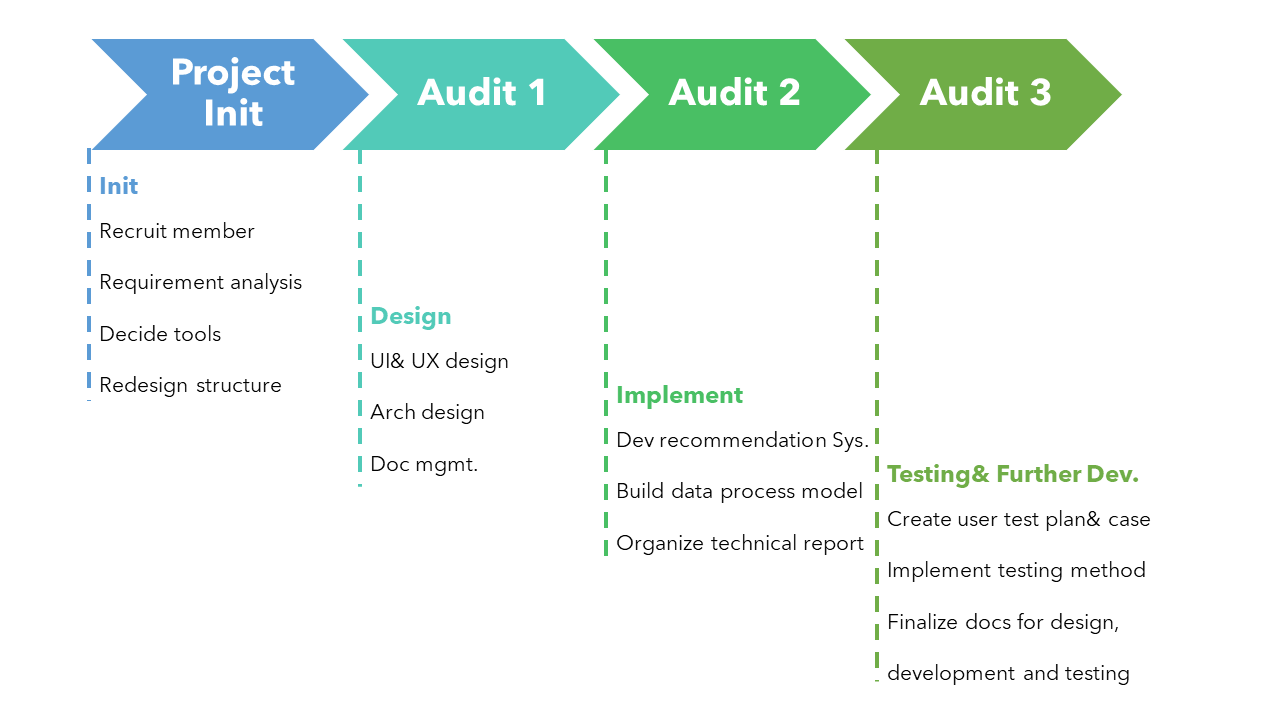 Project
Init
Audit 1
Audit 2
Audit 3
Init
Recruit member
Requirement analysis
Decide tools
Redesign structure
Design
UI& UX design
Arch design
Doc mgmt.
Implement
Dev recommendation Sys.
Build data process model
Organize technical report
Testing& Further Dev.
Create user test plan& case
Implement testing method
Finalize docs for design,
development and testing